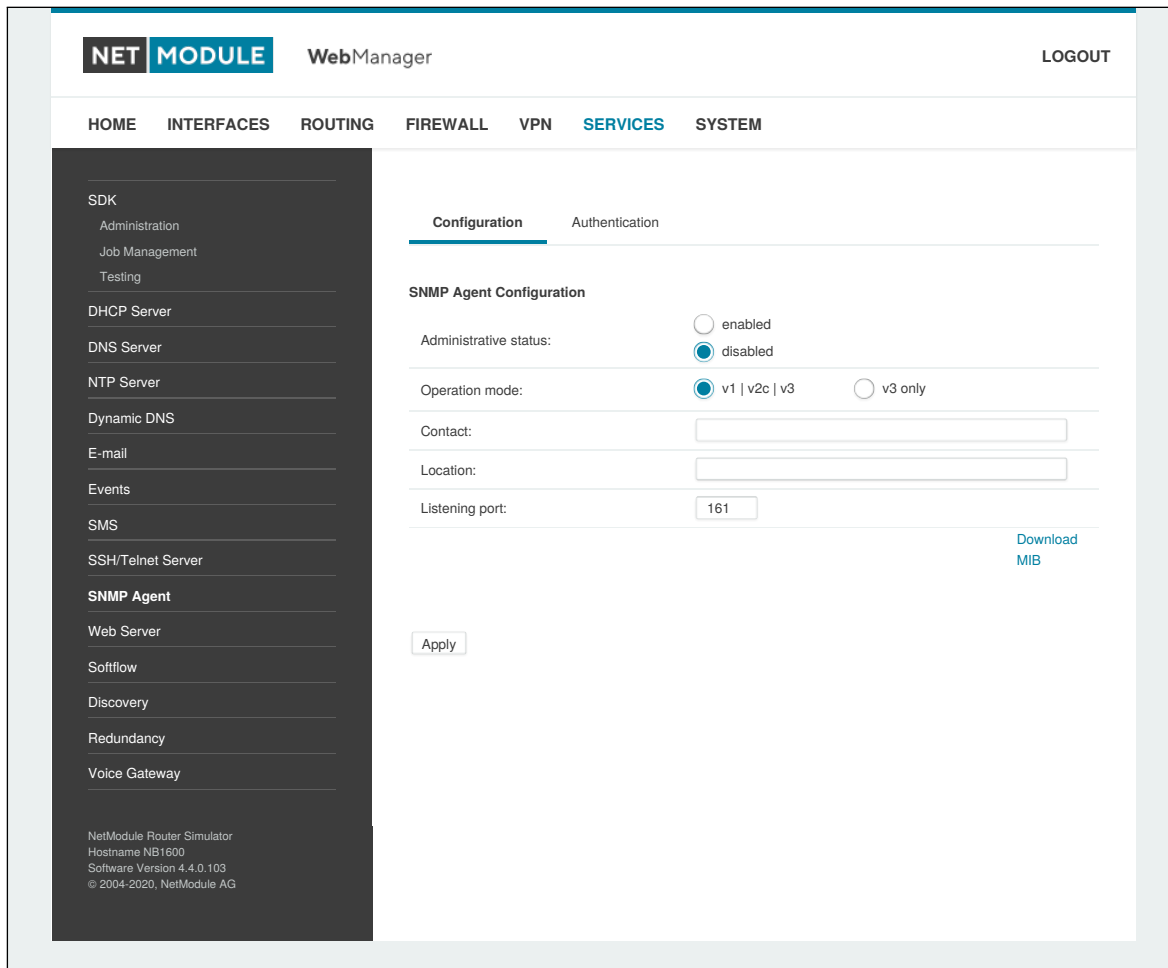 NET MODULE WebManager LOGOUT
HOME INTERFACES ROUTING FIREWALL VPN SERVICES SYSTEM
SDK
Administration
Job Management
Testing
DHCP Server
DNS Server
NTP Server
Dynamic DNS
E-mail
Events
SMS
SSH/Telnet Server
SNMP Agent
Web Server
Softflow
Discovery
Redundancy
Voice Gateway
NetModule Router Simulator
Hostname NB1600
Software Version 4.4.0.103
© 2004-2020, NetModule AG
Configuration Authentication
SNMP Agent Configuration
Administrative status:
enabled
disabled
Operation mode: v1 | v2c | v3 v3 only
Contact:
Location:
Listening port: 161
Download
MIB
Apply